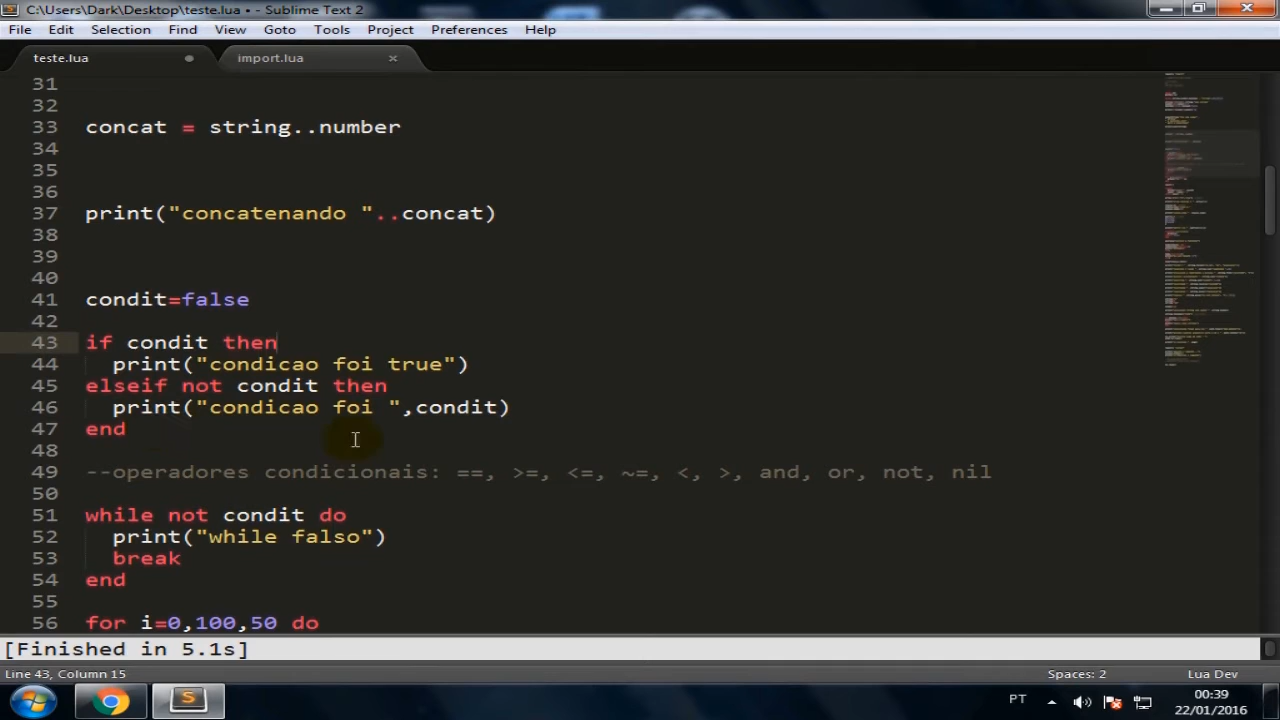 C:\Users\Dark\Desktop\teste.lua • - Sublime Text 2
File Edit Selection Find View Goto Tools Project Preferences Help
teste.lua import.lua
31
32
33 concat = string..number
34
35
36
37 print("concatenando "..concat)
38
39
40
41 condit=false
42
43 if condit then
44 print("condicao foi true")
45 elseif not condit then
46 print("condicao foi ",condit)
47 end
48
49 --operadores condicionais: ==, >=, <=, ~=, <, >, and, or, not, nil
50
51 while not condit do
52 print("while falso")
53 break
54 end
55
56 for i=0,100,50 do
[Finished in 5.1s]
Line 43, Column 15 Spaces: 2 Lua Dev
PT 00:39
22/01/2016